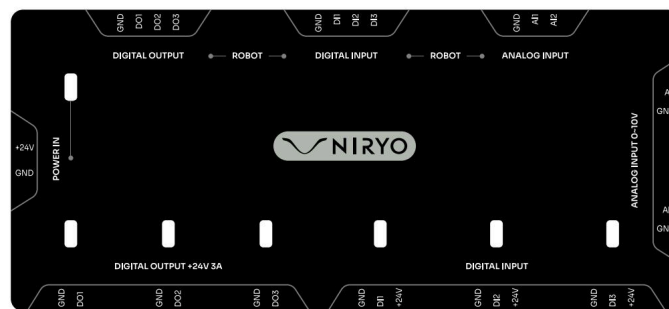 GND DO1 DO2 DO3
GND DI1 DI2 DI3
GND AI1 AI2
DIGITAL OUTPUT
ROBOT
DIGITAL INPUT
ROBOT
ANALOG INPUT
+24V
GND
POWER IN
NIRYO
ANALOG INPUT 0-10V
DIGITAL OUTPUT +24V 3A
DIGITAL INPUT
GND DO1
GND DO2
GND DO3
GND DI1 +24V
GND DI2 +24V
GND DI3 +24V